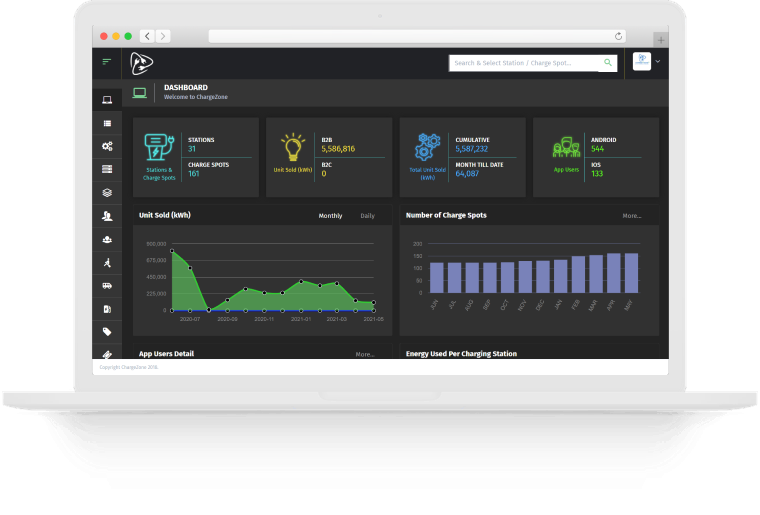 Search & Select Station / Charge Spot...
DASHBOARD
Welcome to ChargeZone
STATIONS
31
CHARGE SPOTS
161
Stations &
Charge Spots
B2B
5,586,816
B2C
0
Unit Sold (kWh)
CUMULATIVE
5,587,232
MONTH TILL DATE
64,087
Total Unit Sold
(kWh)
ANDROID
544
IOS
133
App Users
Unit Sold (kWh)
Monthly
Daily
900,000
675,000
450,000
225,000
0
2020-07
2020-09
2020-11
2021-01
2021-03
2021-05
Number of Charge Spots
More...
200
150
100
50
0
JUN
JUL
AUG
SEP
OCT
NOV
DEC
JAN
FEB
MAR
APR
MAY
App Users Detail
More...
Energy Used Per Charging Station
Copyright ChargeZone 2018.